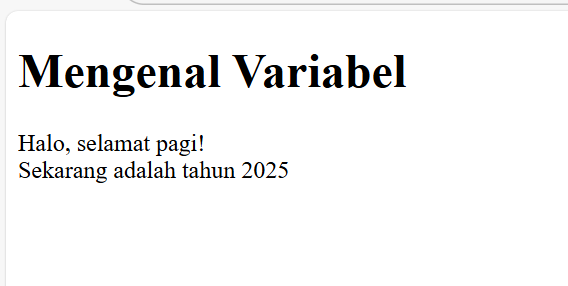 Mengenal Variabel
Halo, selamat pagi!
Sekarang adalah tahun 2025